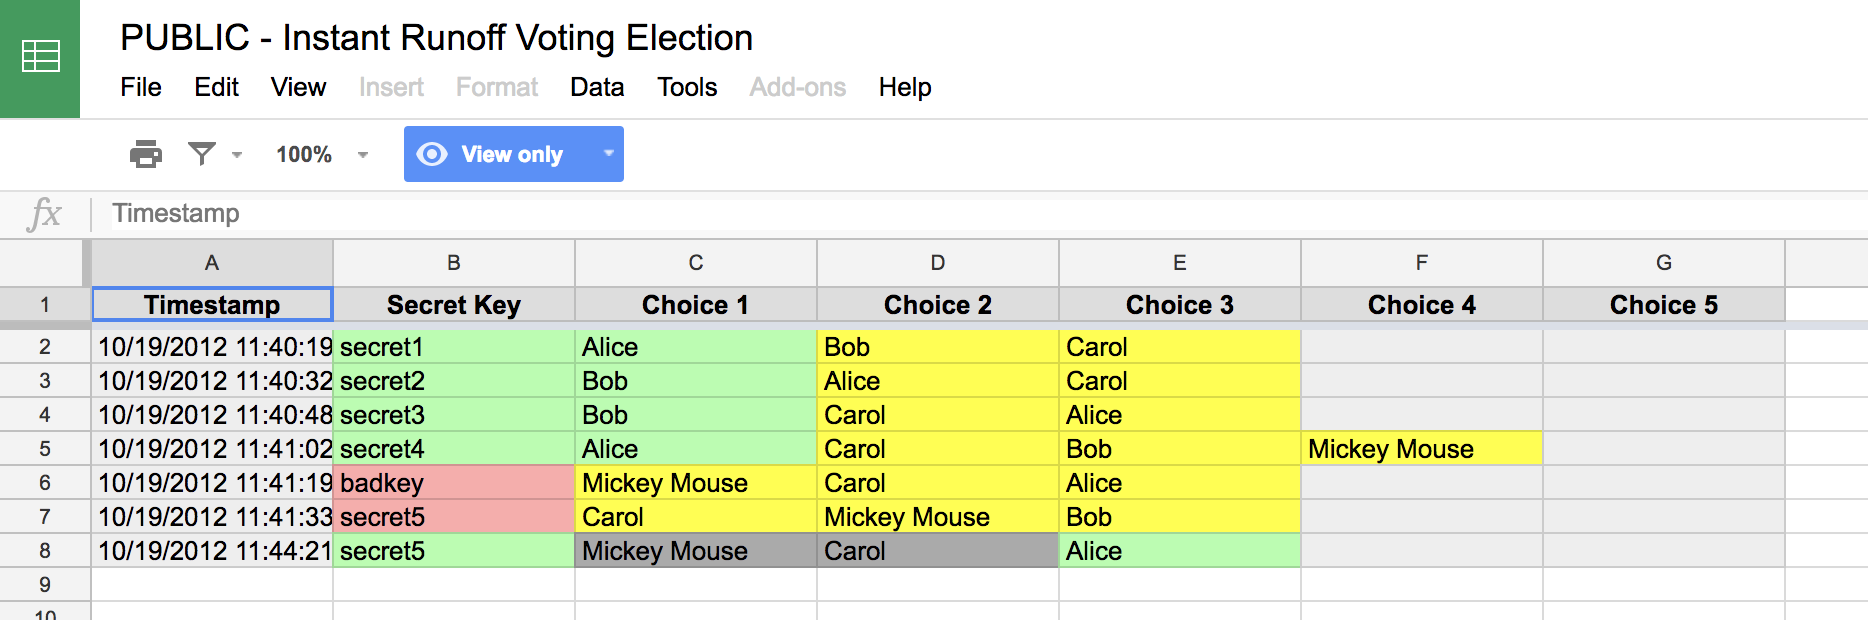 PUBLIC - Instant Runoff Voting Election
File Edit View Insert Format Data Tools Add-ons Help
100% View only
fx Timestamp
A B C D E F G
1 Timestamp Secret Key Choice 1 Choice 2 Choice 3 Choice 4 Choice 5
2 10/19/2012 11:40:19 secret1 Alice Bob Carol
3 10/19/2012 11:40:32 secret2 Bob Alice Carol
4 10/19/2012 11:40:48 secret3 Bob Carol Alice
5 10/19/2012 11:41:02 secret4 Alice Carol Bob Mickey Mouse
6 10/19/2012 11:41:19 badkey Mickey Mouse Carol Alice
7 10/19/2012 11:41:33 secret5 Carol Mickey Mouse Bob
8 10/19/2012 11:44:21 secret5 Mickey Mouse Carol Alice
9
10